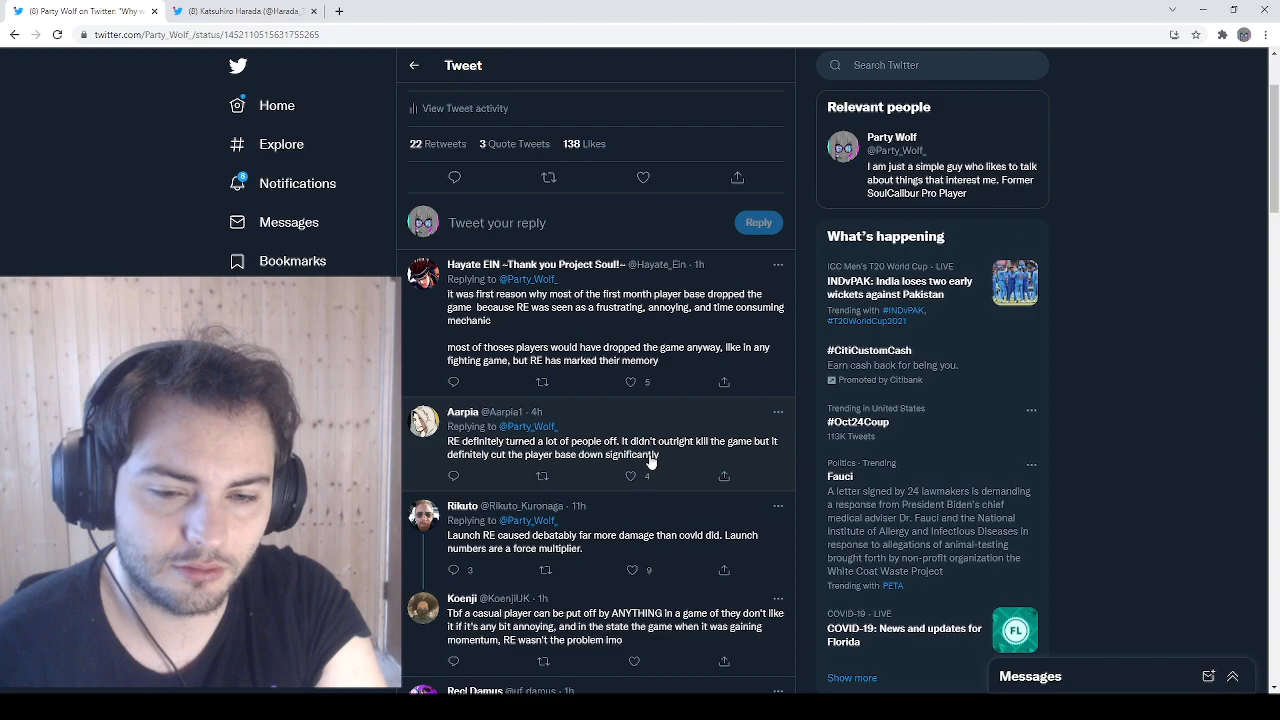 (8) Party Wolf on Twitter: "Why w
(8) Katsuhiro Harada (@Harada_T
twitter.com/Party_Wolf_/status/1452110515631755265
Home
Explore
8
Notifications
Messages
Bookmarks
Tweet
View Tweet activity
22 Retweets 3 Quote Tweets 138 Likes
Tweet your reply
Reply
Hayate EIN ~Thank you Project Soul!~ @Hayate_Ein · 1h
Replying to @Party_Wolf_
it was first reason why most of the first month player base dropped the
game because RE was seen as a frustrating, annoying, and time consuming
mechanic
most of thoses players would have dropped the game anyway, like in any
fighting game, but RE has marked their memory
5
Aarpia @Aarpia1 · 4h
Replying to @Party_Wolf_
RE definitely turned a lot of people off. It didn't outright kill the game but it
definitely cut the player base down significantly
4
Rikuto @Rikuto_Kuronaga · 11h
Replying to @Party_Wolf_
Launch RE caused debatably far more damage than covid did. Launch
numbers are a force multiplier.
3
9
Koenji @KoenjiUK · 1h
Tbf a casual player can be put off by ANYTHING in a game of they don't like
it if it's any bit annoying, and in the state the game when it was gaining
momentum, RE wasn't the problem imo
Red Damus @uf_damus · 1h
Search Twitter
Relevant people
Party Wolf
@Party_Wolf_
I am just a simple guy who likes to talk
about things that interest me. Former
SoulCalibur Pro Player
What's happening
ICC Men's T20 World Cup · LIVE
INDvPAK: India loses two early
wickets against Pakistan
Trending with #INDvPAK,
#T20WorldCup2021
#CitiCustomCash
Earn cash back for being you.
Promoted by Citibank
Trending in United States
#Oct24Coup
113K Tweets
Politics · Trending
Fauci
A letter signed by 24 lawmakers is demanding
a response from President Biden's chief
medical adviser Dr. Fauci and the National
Institute of Allergy and Infectious Diseases in
response to allegations of animal-testing
brought forth by non-profit organization the
White Coat Waste Project
Trending with PETA
COVID-19 · LIVE
COVID-19: News and updates for
Florida
FL
Show more
Messages